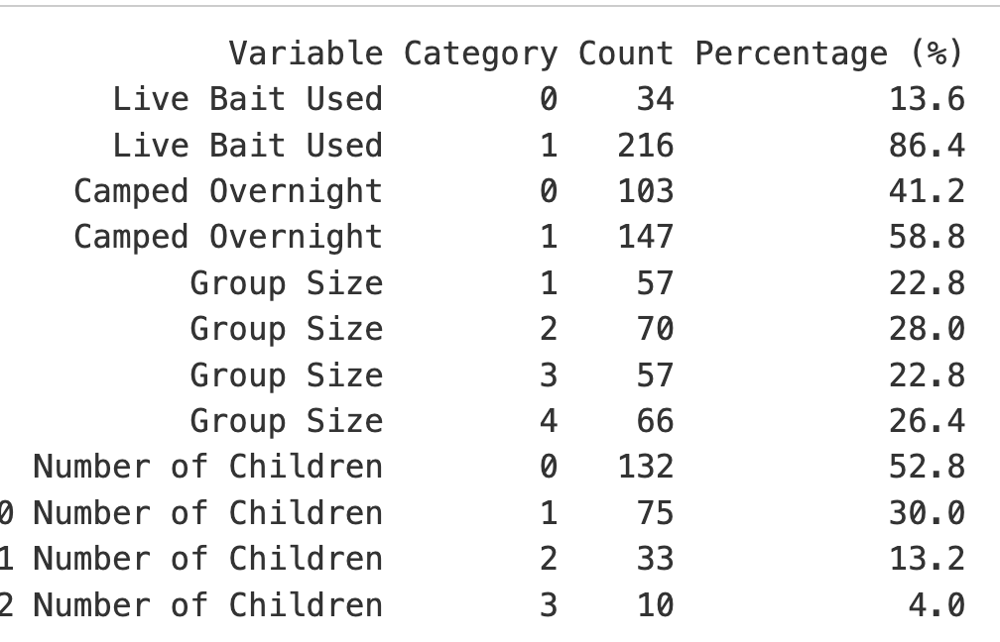 Variable Category Count Percentage (%)
Live Bait Used 0 34 13.6
Live Bait Used 1 216 86.4
Camped Overnight 0 103 41.2
Camped Overnight 1 147 58.8
Group Size 1 57 22.8
Group Size 2 70 28.0
Group Size 3 57 22.8
Group Size 4 66 26.4
Number of Children 0 132 52.8
0 Number of Children 1 75 30.0
1 Number of Children 2 33 13.2
2 Number of Children 3 10 4.0